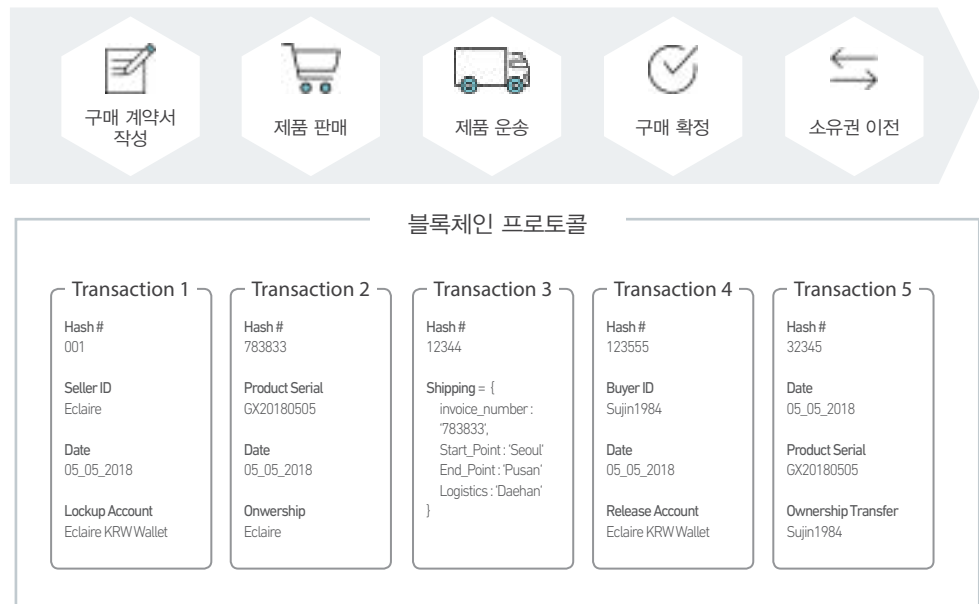 구매 계약서
작성
제품 판매
제품 운송
구매 확정
소유권 이전
블록체인 프로토콜
Transaction 1
Hash #
001
Seller ID
Eclaire
Date
05_05_2018
Lockup Account
Eclaire KRW Wallet
Transaction 2
Hash #
783833
Product Serial
GX20180505
Date
05_05_2018
Onwership
Eclaire
Transaction 3
Hash #
12344
Shipping = {
invoice_number :
'783833',
Start_Point : 'Seoul'
End_Point : 'Pusan'
Logistics : 'Daehan'
}
Transaction 4
Hash #
123555
Buyer ID
Sujin1984
Date
05_05_2018
Release Account
Eclaire KRW Wallet
Transaction 5
Hash #
32345
Date
05_05_2018
Product Serial
GX20180505
Ownership Transfer
Sujin1984